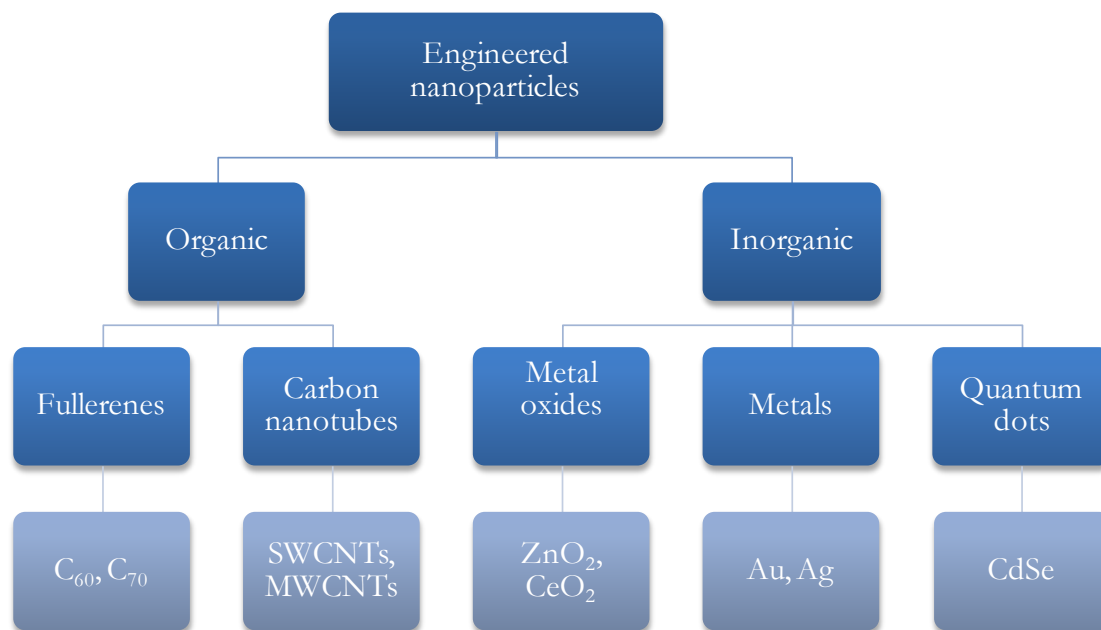 Engineered
nanoparticles
Organic
Inorganic
Fullerenes
Carbon
nanotubes
Metal
oxides
Metals
Quantum
dots
C₆₀, C₇₀
SWCNTs,
MWCNTs
ZnO₂,
CeO₂
Au, Ag
CdSe